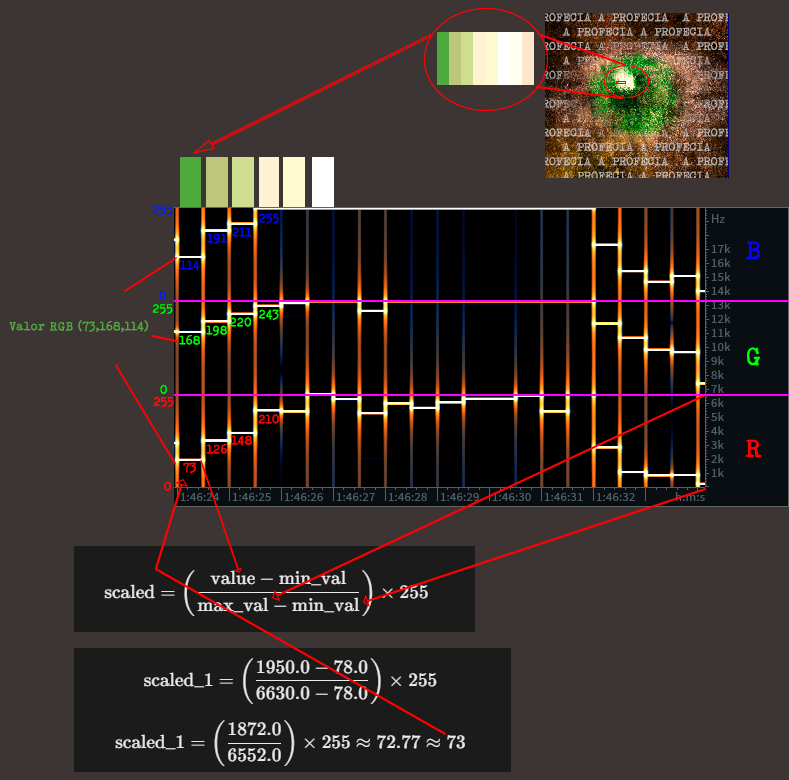 ROFECIA A PROFECIA A PROFI
A PROFECIA A PROFECIA
ROFECIA A PROFECIA A PROFI
A PROFECIA A PROFECIA
255
191
211
255
114
0
Hz
17k
16k
15k
14k
B
255
Valor RGB (73,168,114)
168
198
220
243
13k
12k
11k
10k
9k
8k
7k
G
0
255
73
126
148
210
6k
5k
4k
3k
2k
1k
R
0
1:46:24 1:46:25 1:46:26 1:46:27 1:46:28 1:46:29 1:46:30 1:46:31 1:46:32 h:m:s
scaled = ( value − min_val / max_val − min_val ) × 255
scaled_1 = ( 1950.0 − 78.0 / 6630.0 − 78.0 ) × 255
scaled_1 = ( 1872.0 / 6552.0 ) × 255 ≈ 72.77 ≈ 73